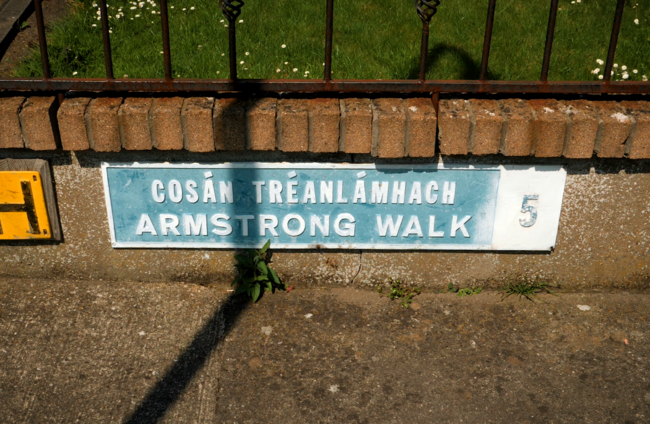 COSÁN TRÉANLÁMHACH
ARMSTRONG WALK
5
H